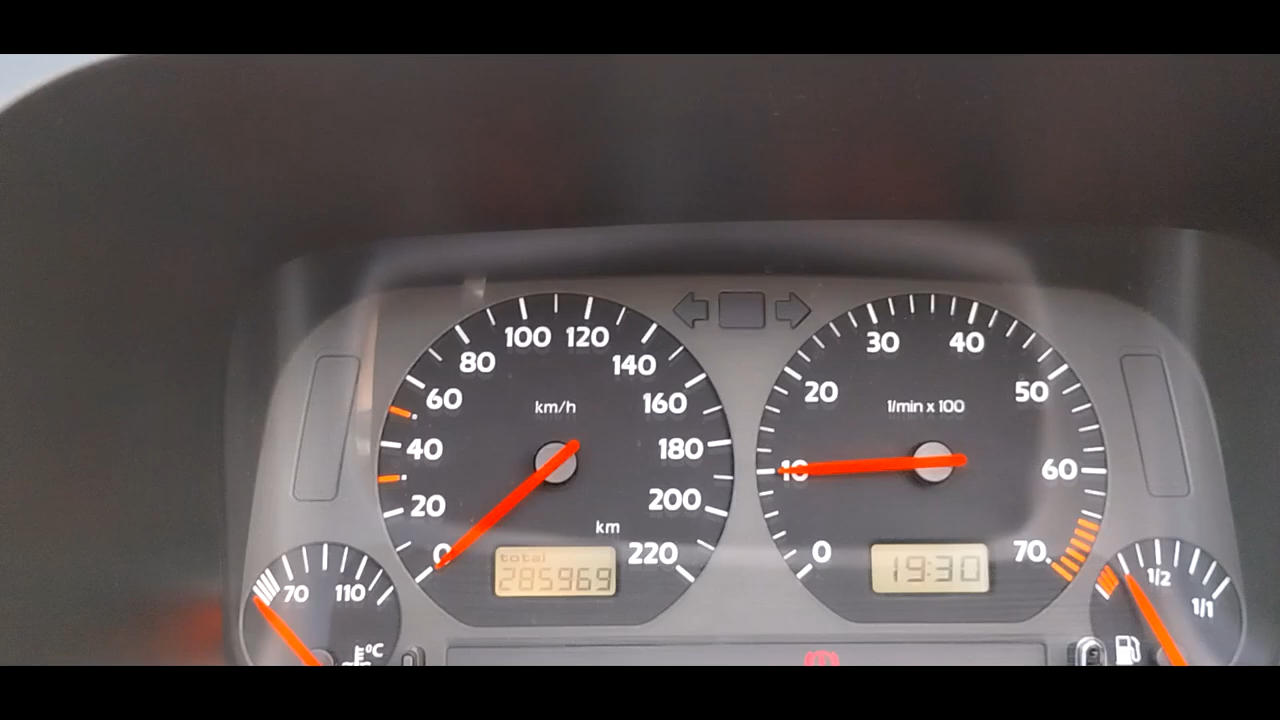 100 120
80 140
60 km/h 160
40 180
20 200
0 km 220
total
285969
30 40
20 50
1/min x 100
10 60
0 70
19:30
70 110
°C
1/2
1/1